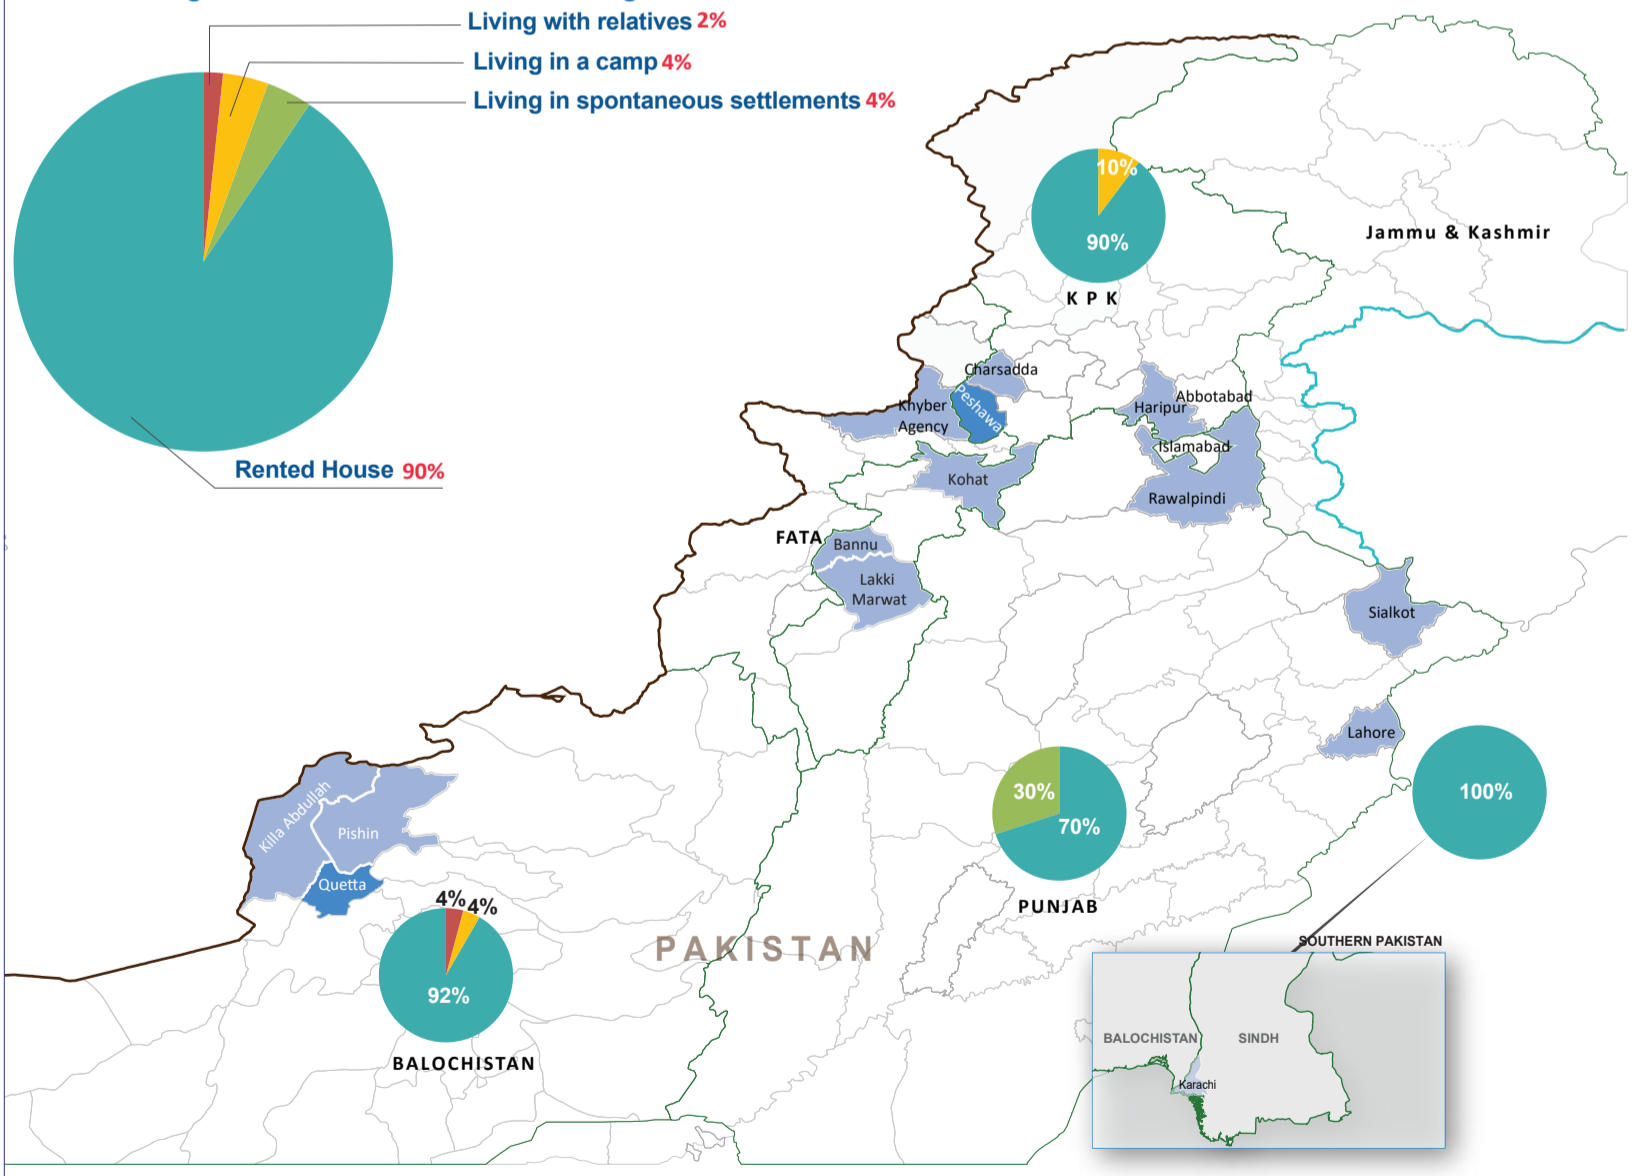 Living with relatives 2%
Living in a camp 4%
Living in spontaneous settlements 4%
Rented House 90%
10%
90%
K P K
Jammu & Kashmir
Charsadda
Khyber
Agency
Peshawa
Haripur
Abbotabad
Islamabad
Rawalpindi
Kohat
FATA
Bannu
Lakki
Marwat
Sialkot
Lahore
Killa Abdullah
Pishin
Quetta
4%
4%
92%
BALOCHISTAN
PAKISTAN
30%
70%
PUNJAB
100%
SOUTHERN PAKISTAN
BALOCHISTAN
SINDH
Karachi